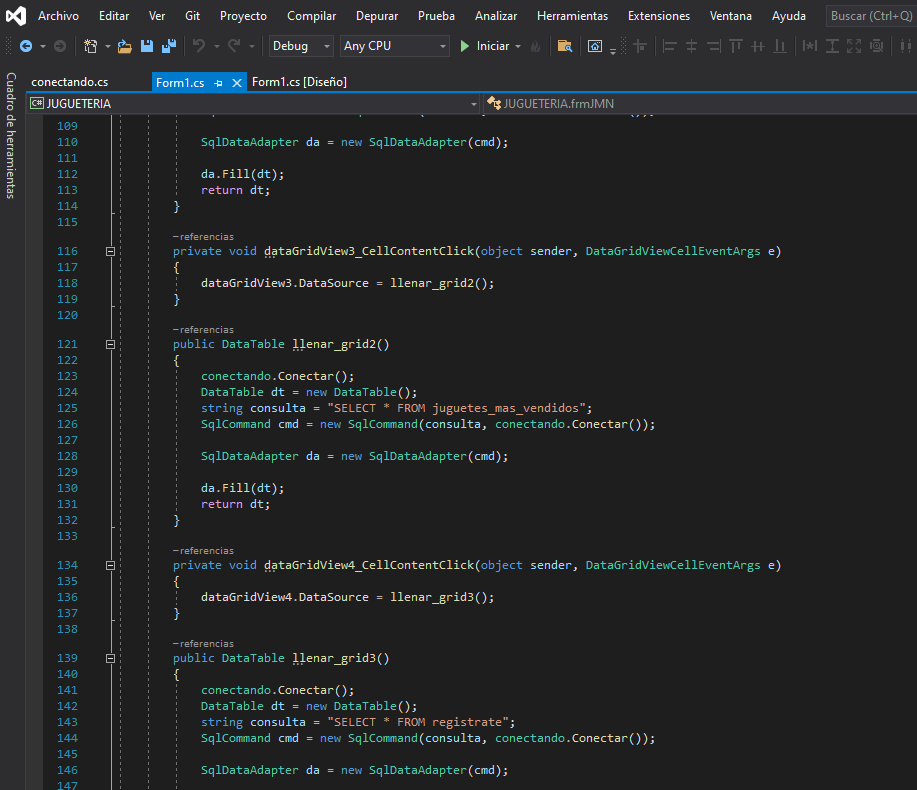 Archivo Editar Ver Git Proyecto Compilar Depurar Prueba Analizar Herramientas Extensiones Ventana Ayuda Buscar (Ctrl+Q)
Debug Any CPU Iniciar
Cuadro de herramientas
conectando.cs Form1.cs Form1.cs [Diseño]
C# JUGUETERIA JUGUETERIA.frmJMN
109
110 SqlDataAdapter da = new SqlDataAdapter(cmd);
111
112 da.Fill(dt);
113 return dt;
114 }
115
−referencias
116 private void dataGridView3_CellContentClick(object sender, DataGridViewCellEventArgs e)
117 {
118 dataGridView3.DataSource = llenar_grid2();
119 }
120
−referencias
121 public DataTable llenar_grid2()
122 {
123 conectando.Conectar();
124 DataTable dt = new DataTable();
125 string consulta = "SELECT * FROM juguetes_mas_vendidos";
126 SqlCommand cmd = new SqlCommand(consulta, conectando.Conectar());
127
128 SqlDataAdapter da = new SqlDataAdapter(cmd);
129
130 da.Fill(dt);
131 return dt;
132 }
133
−referencias
134 private void dataGridView4_CellContentClick(object sender, DataGridViewCellEventArgs e)
135 {
136 dataGridView4.DataSource = llenar_grid3();
137 }
138
−referencias
139 public DataTable llenar_grid3()
140 {
141 conectando.Conectar();
142 DataTable dt = new DataTable();
143 string consulta = "SELECT * FROM registrate";
144 SqlCommand cmd = new SqlCommand(consulta, conectando.Conectar());
145
146 SqlDataAdapter da = new SqlDataAdapter(cmd);
147